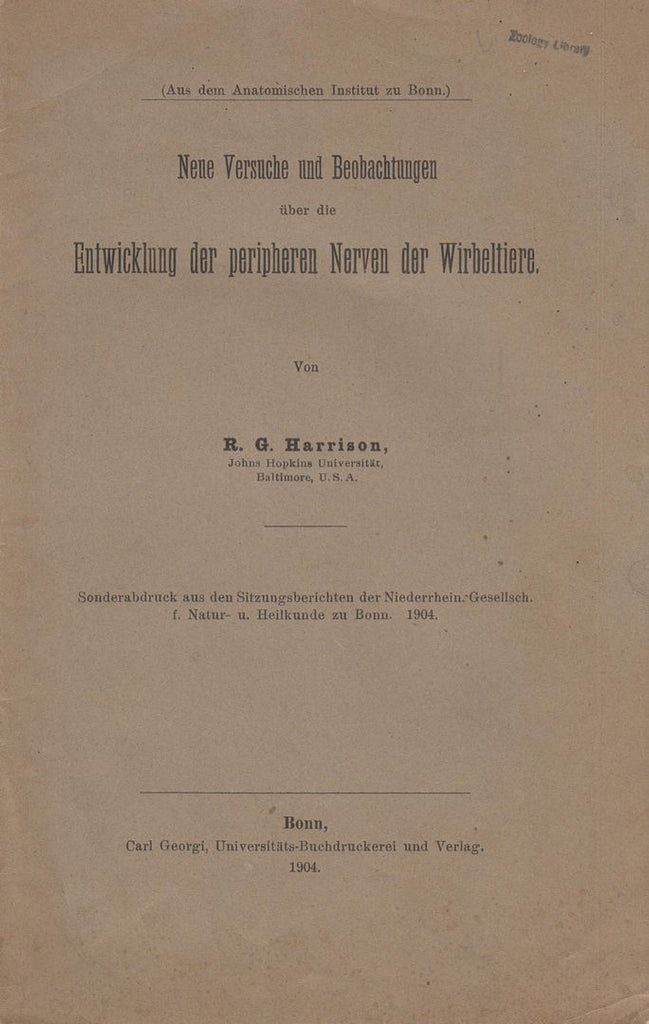 Zoology Library
(Aus dem Anatomischen Institut zu Bonn.)
Neue Versuche und Beobachtungen
über die
Entwicklung der peripheren Nerven der Wirbeltiere.
Von
R. G. Harrison,
Johns Hopkins Universität,
Baltimore, U. S. A.
Sonderabdruck aus den Sitzungsberichten der Niederrhein. Gesellsch.
f. Natur- u. Heilkunde zu Bonn. 1904.
Bonn,
Carl Georgi, Universitäts-Buchdruckerei und Verlag.
1904.